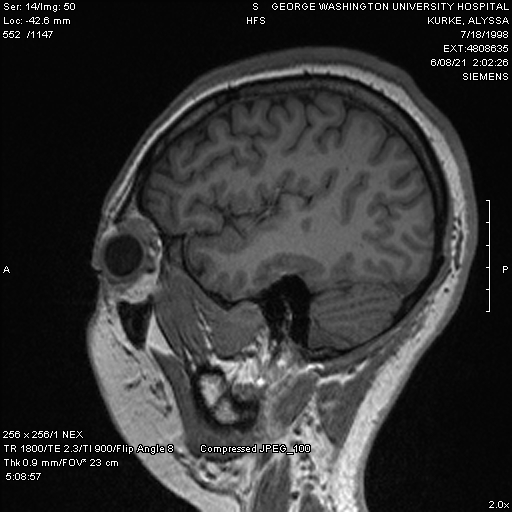 Ser: 14/Img: 50
Loc: -42.6 mm
552 /1147
S
HFS
GEORGE WASHINGTON UNIVERSITY HOSPITAL
KURKE, ALYSSA
7/18/1998
EXT:4808635
6/08/21 2:02:26
SIEMENS
A
P
256 x 256/1 NEX
TR 1800/TE 2.3/TI 900/Flip Angle 8
Thk 0.9 mm/FOV* 23 cm
5:08:57
Compressed JPEG_100
2.0x